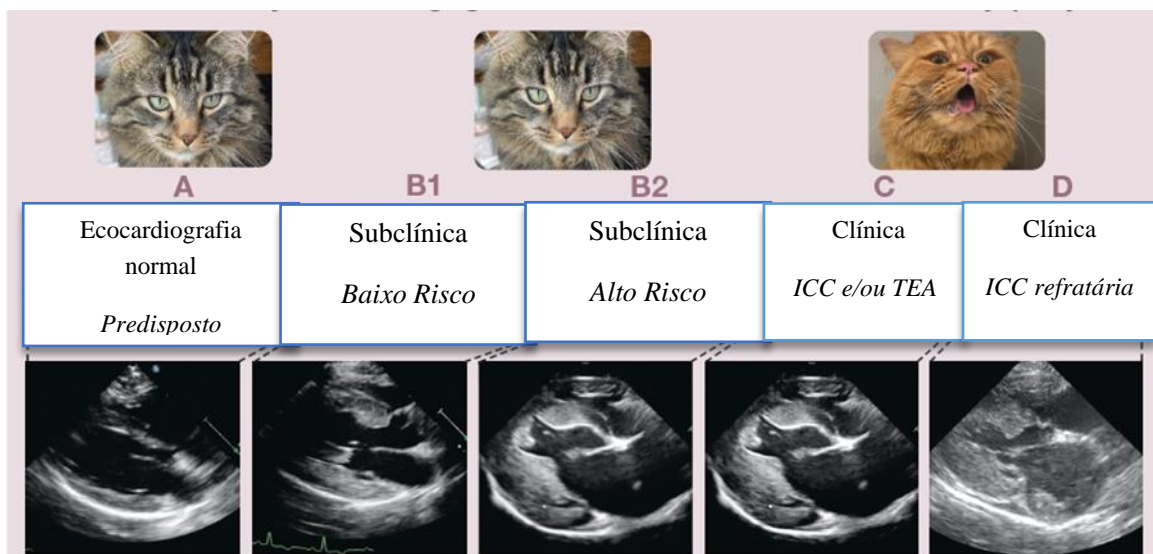 A
B1
B2
C
D
Ecocardiografia
normal
Predisposto
Subclínica
Baixo Risco
Subclínica
Alto Risco
Clínica
ICC e/ou TEA
Clínica
ICC refratária